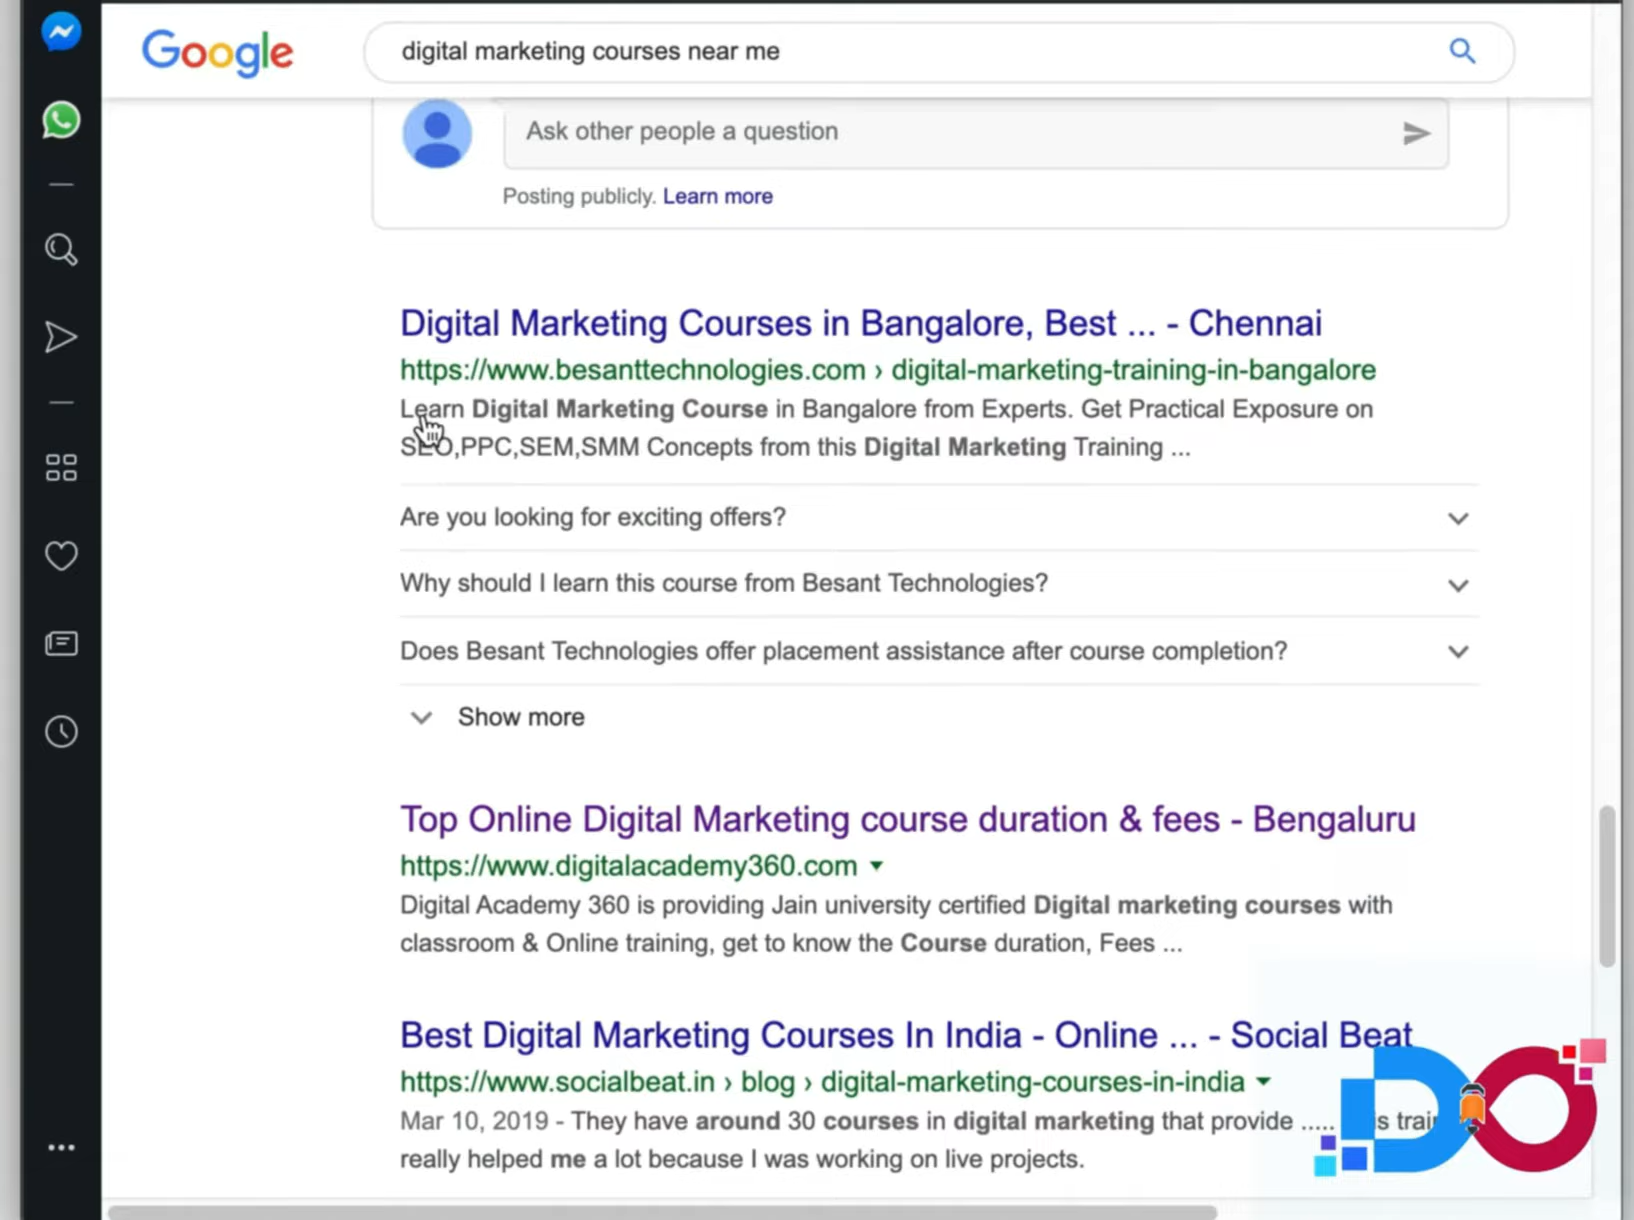 Google
digital marketing courses near me
Ask other people a question
Posting publicly. Learn more
Digital Marketing Courses in Bangalore, Best ... - Chennai
https://www.besanttechnologies.com › digital-marketing-training-in-bangalore
Learn Digital Marketing Course in Bangalore from Experts. Get Practical Exposure on
SEO,PPC,SEM,SMM Concepts from this Digital Marketing Training ...
Are you looking for exciting offers?
Why should I learn this course from Besant Technologies?
Does Besant Technologies offer placement assistance after course completion?
Show more
Top Online Digital Marketing course duration & fees - Bengaluru
https://www.digitalacademy360.com
Digital Academy 360 is providing Jain university certified Digital marketing courses with
classroom & Online training, get to know the Course duration, Fees ...
Best Digital Marketing Courses In India - Online ... - Social Beat
https://www.socialbeat.in › blog › digital-marketing-courses-in-india
Mar 10, 2019 - They have around 30 courses in digital marketing that provide .....
really helped me a lot because I was working on live projects.
DO